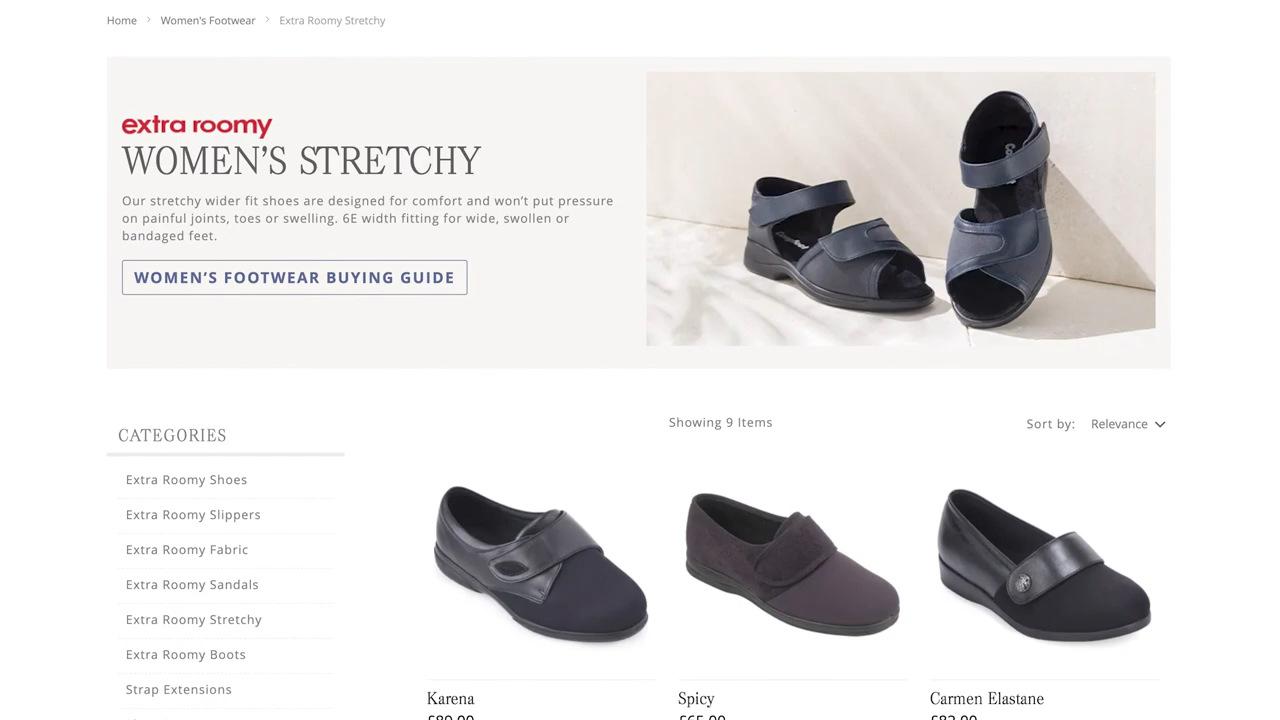 Home > Women's Footwear > Extra Roomy Stretchy
extra roomy
WOMEN’S STRETCHY
Our stretchy wider fit shoes are designed for comfort and won’t put pressure
on painful joints, toes or swelling. 6E width fitting for wide, swollen or
bandaged feet.
WOMEN’S FOOTWEAR BUYING GUIDE
CATEGORIES
Showing 9 Items
Sort by: Relevance
Extra Roomy Shoes
Extra Roomy Slippers
Extra Roomy Fabric
Extra Roomy Sandals
Extra Roomy Stretchy
Extra Roomy Boots
Strap Extensions
Karena
Spicy
Carmen Elastane